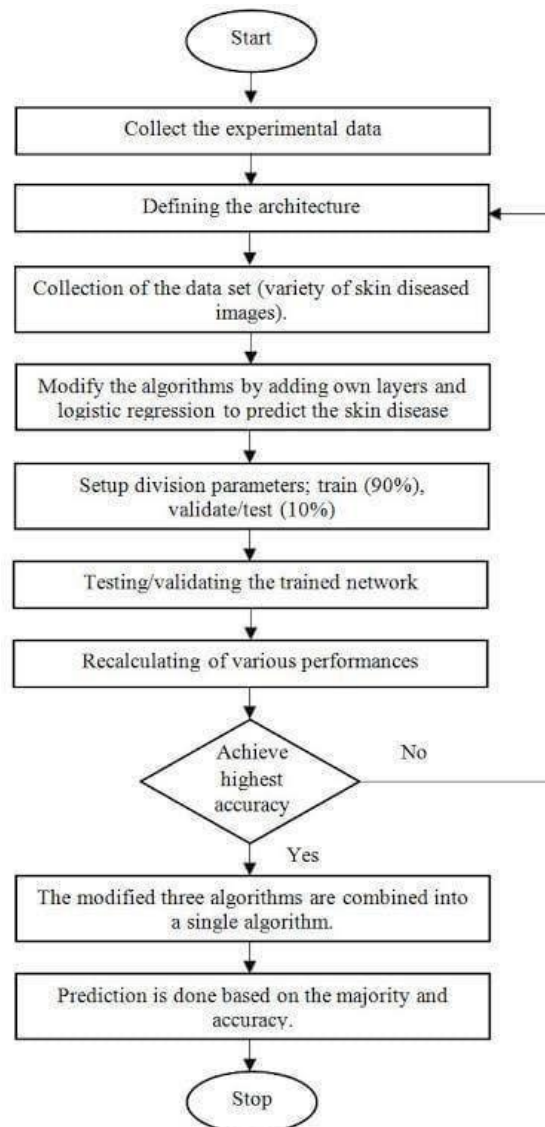 Start
Collect the experimental data
Defining the architecture
Collection of the data set (variety of skin diseased
images).
Modify the algorithms by adding own layers and
logistic regression to predict the skin disease
Setup division parameters; train (90%),
validate/test (10%)
Testing/validating the trained network
Recalculating of various performances
Achieve
highest
accuracy
No
Yes
The modified three algorithms are combined into
a single algorithm.
Prediction is done based on the majority and
accuracy.
Stop